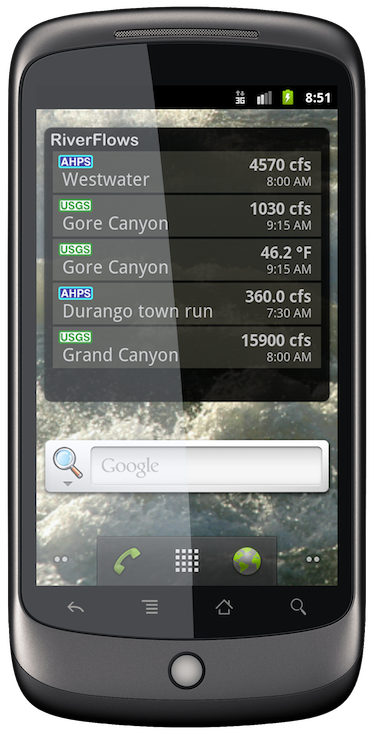 3G 8:51
RiverFlows
AHPS 4570 cfs
Westwater 8:00 AM
USGS 1030 cfs
Gore Canyon 9:15 AM
USGS 46.2 °F
Gore Canyon 9:15 AM
AHPS 360.0 cfs
Durango town run 7:30 AM
USGS 15900 cfs
Grand Canyon 8:00 AM
Google